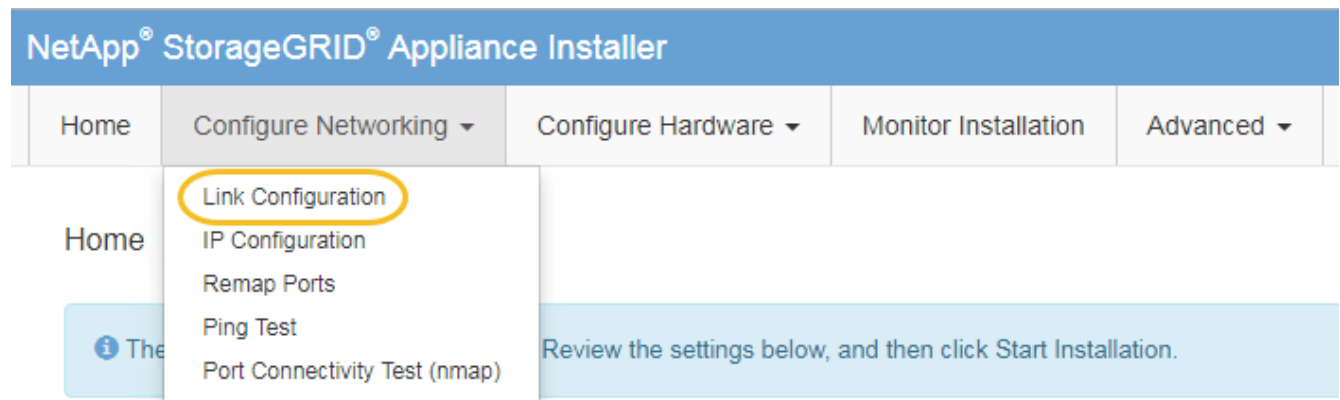 NetApp® StorageGRID® Appliance Installer
Home Configure Networking Configure Hardware Monitor Installation Advanced
Link Configuration
Home IP Configuration
Remap Ports
Ping Test
The Review the settings below, and then click Start Installation.
Port Connectivity Test (nmap)